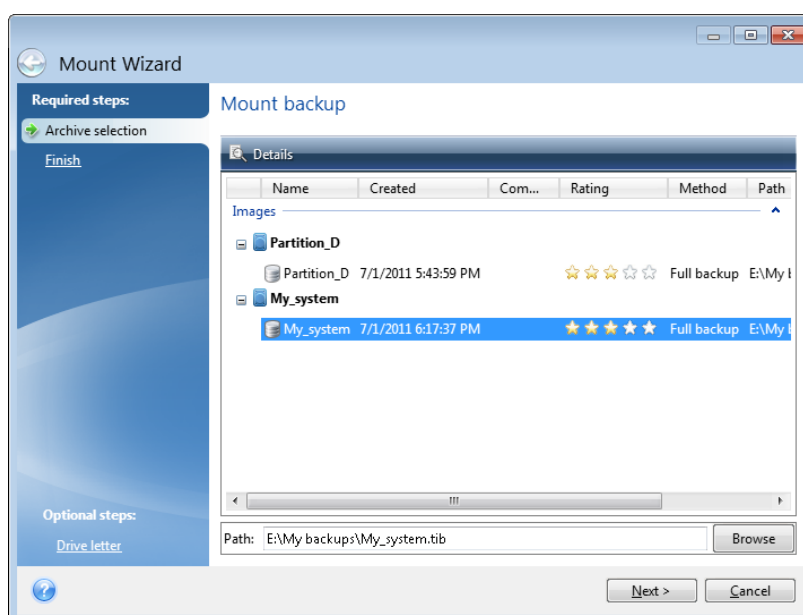 Mount Wizard
Required steps:
Archive selection
Finish
Optional steps:
Drive letter
Mount backup
Details
Name Created Com... Rating Method Path
Images
Partition_D
Partition_D 7/1/2011 5:43:59 PM Full backup E:\My
My_system
My_system 7/1/2011 6:17:37 PM Full backup E:\My
Path: E:\My backups\My_system.tib Browse
Next > Cancel